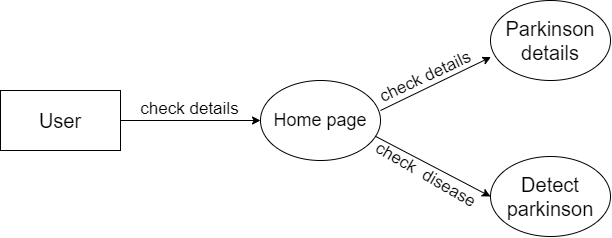 User
check details
Home page
check details
Parkinson
details
check  disease
Detect
parkinson